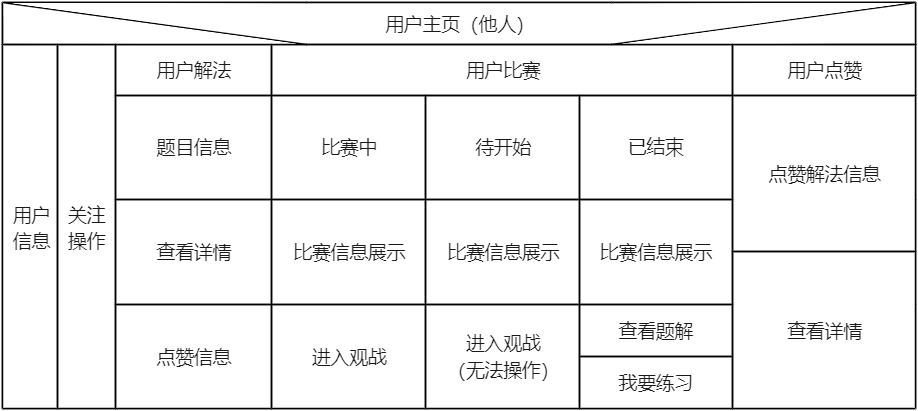 用户主页（他人）
用户解法
用户比赛
用户点赞
题目信息
比赛中
待开始
已结束
点赞解法信息
用户
信息
关注
操作
查看详情
比赛信息展示
比赛信息展示
比赛信息展示
点赞信息
进入观战
进入观战
(无法操作)
查看题解
我要练习
查看详情